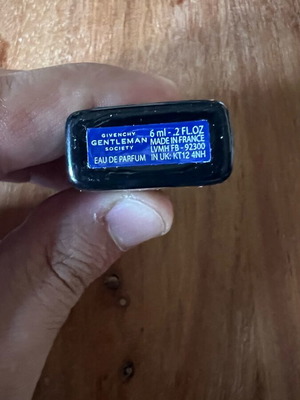 GIVENCHY
GENTLEMAN
SOCIETY
EAU DE PARFUM
6 ml - .2 FL.OZ
MADE IN FRANCE
LVMH FB - 92300
IN UK: KT12 4NH